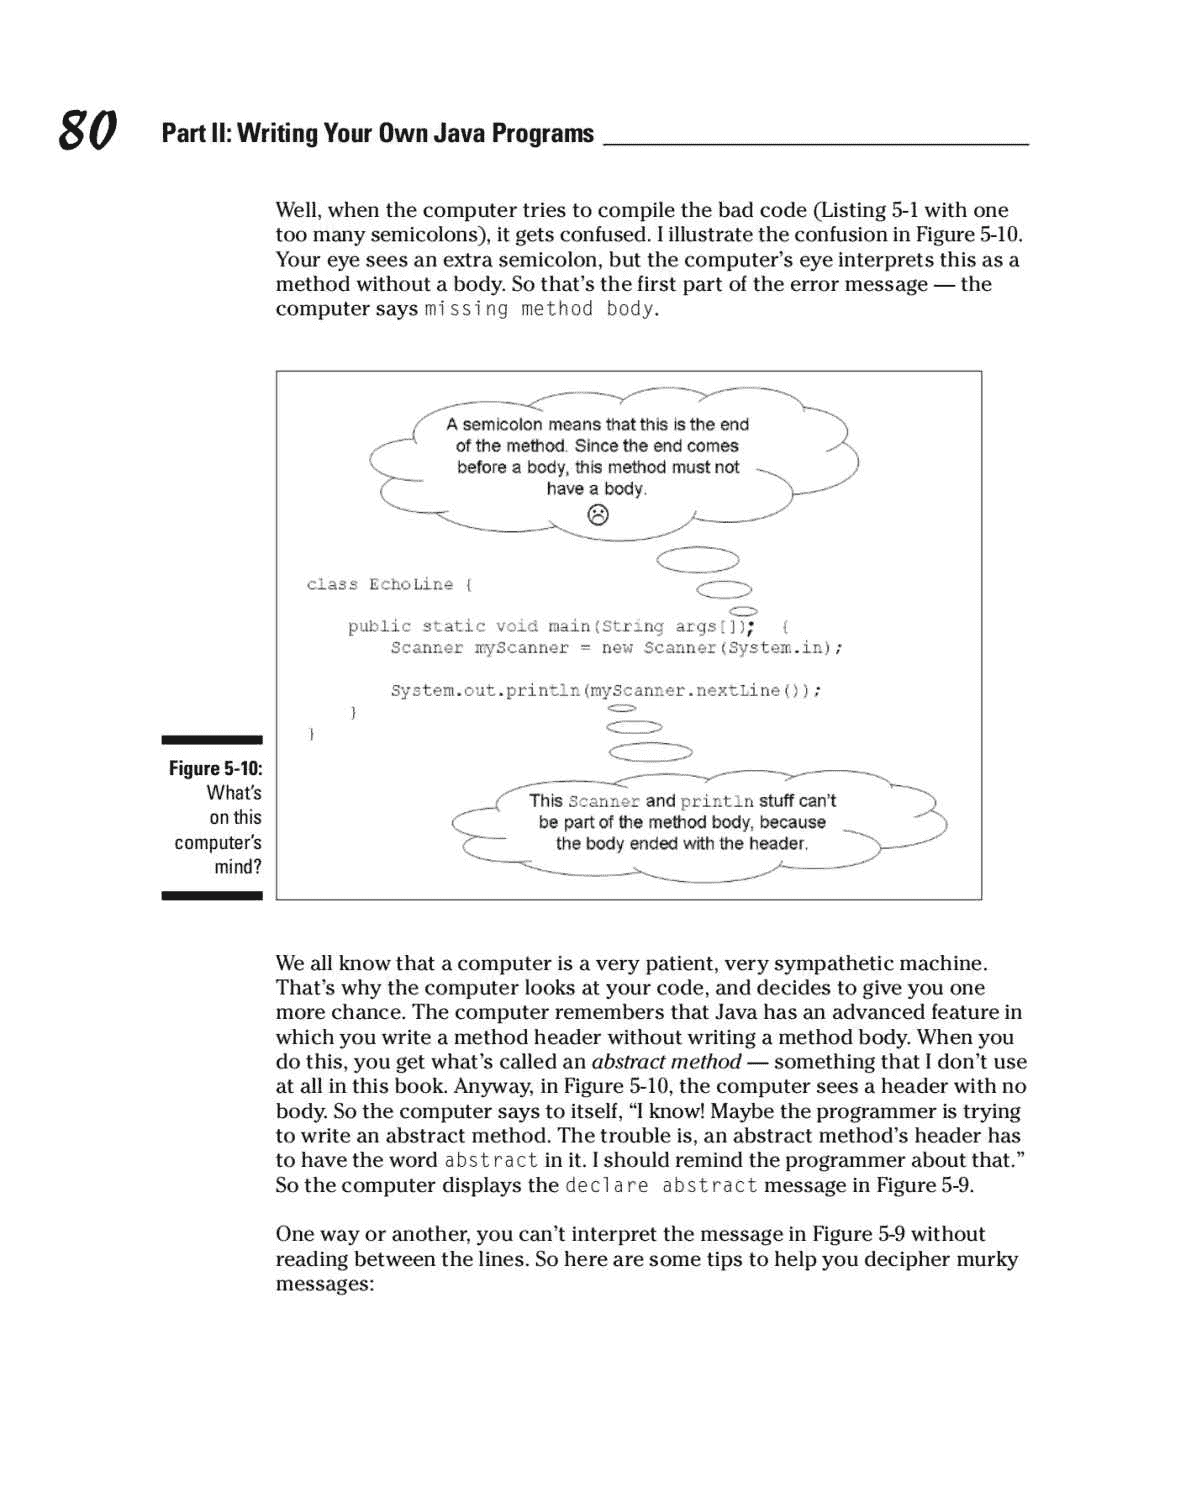 80
Part II: Writing Your Own Java Programs
Well, when the computer tries to compile the bad code (Listing 5-1 with one
too many semicolons), it gets confused. I illustrate the confusion in Figure 5-10.
Your eye sees an extra semicolon, but the computer’s eye interprets this as a
method without a body. So that’s the first part of the error message — the
computer says missing method body.
A semicolon means that this is the end
of the method. Since the end comes
before a body, this method must not
have a body.
class EchoLine {
public static void main(String args[]); {
Scanner myScanner = new Scanner(System.in);
System.out.println(myScanner.nextLine());
}
}
This Scanner and println stuff can't
be part of the method body, because
the body ended with the header.
Figure 5-10:
What’s
on this
computer’s
mind?
We all know that a computer is a very patient, very sympathetic machine.
That’s why the computer looks at your code, and decides to give you one
more chance. The computer remembers that Java has an advanced feature in
which you write a method header without writing a method body. When you
do this, you get what’s called an abstract method — something that I don’t use
at all in this book. Anyway, in Figure 5-10, the computer sees a header with no
body. So the computer says to itself, “I know! Maybe the programmer is trying
to write an abstract method. The trouble is, an abstract method’s header has
to have the word abstract in it. I should remind the programmer about that.”
So the computer displays the declare abstract message in Figure 5-9.
One way or another, you can’t interpret the message in Figure 5-9 without
reading between the lines. So here are some tips to help you decipher murky
messages: